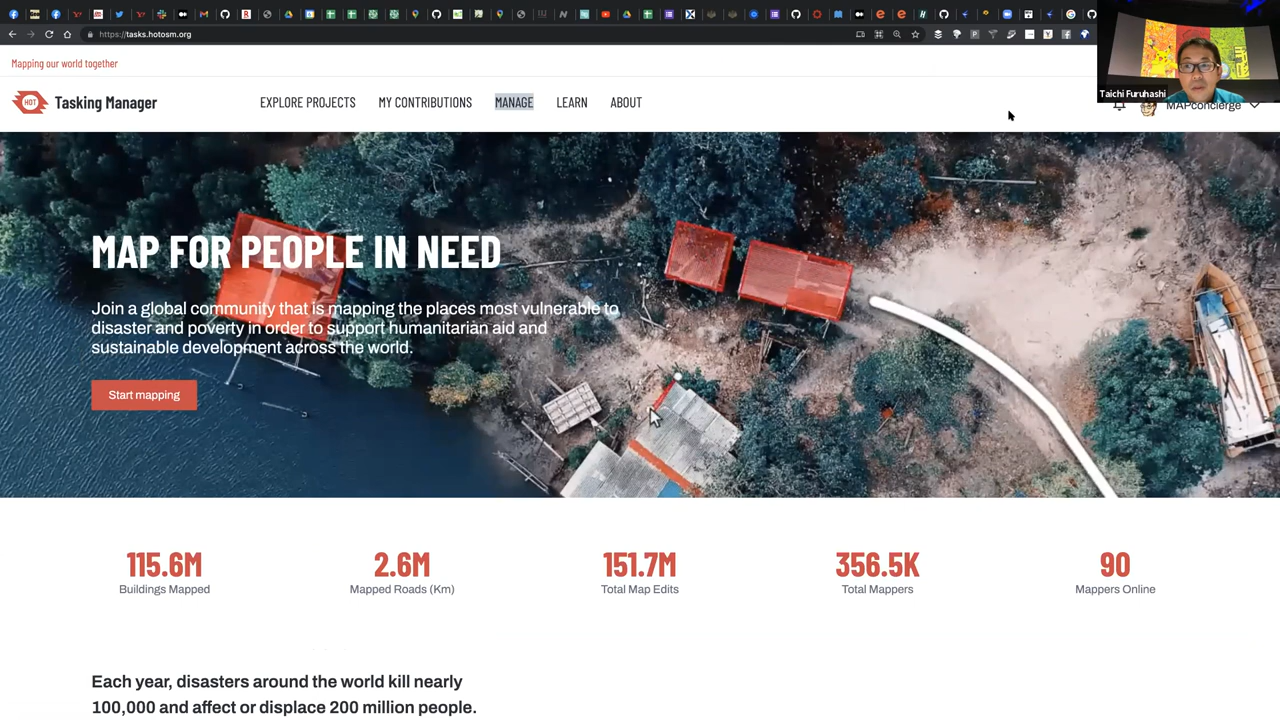 https://tasks.hotosm.org
Taichi Furuhashi
Mapping our world together
HOT
Tasking Manager
EXPLORE PROJECTS
MY CONTRIBUTIONS
MANAGE
LEARN
ABOUT
MAPconcierge
MAP FOR PEOPLE IN NEED
Join a global community that is mapping the places most vulnerable to
disaster and poverty in order to support humanitarian aid and
sustainable development across the world.
Start mapping
115.6M
Buildings Mapped
2.6M
Mapped Roads (Km)
151.7M
Total Map Edits
356.5K
Total Mappers
90
Mappers Online
Each year, disasters around the world kill nearly
100,000 and affect or displace 200 million people.